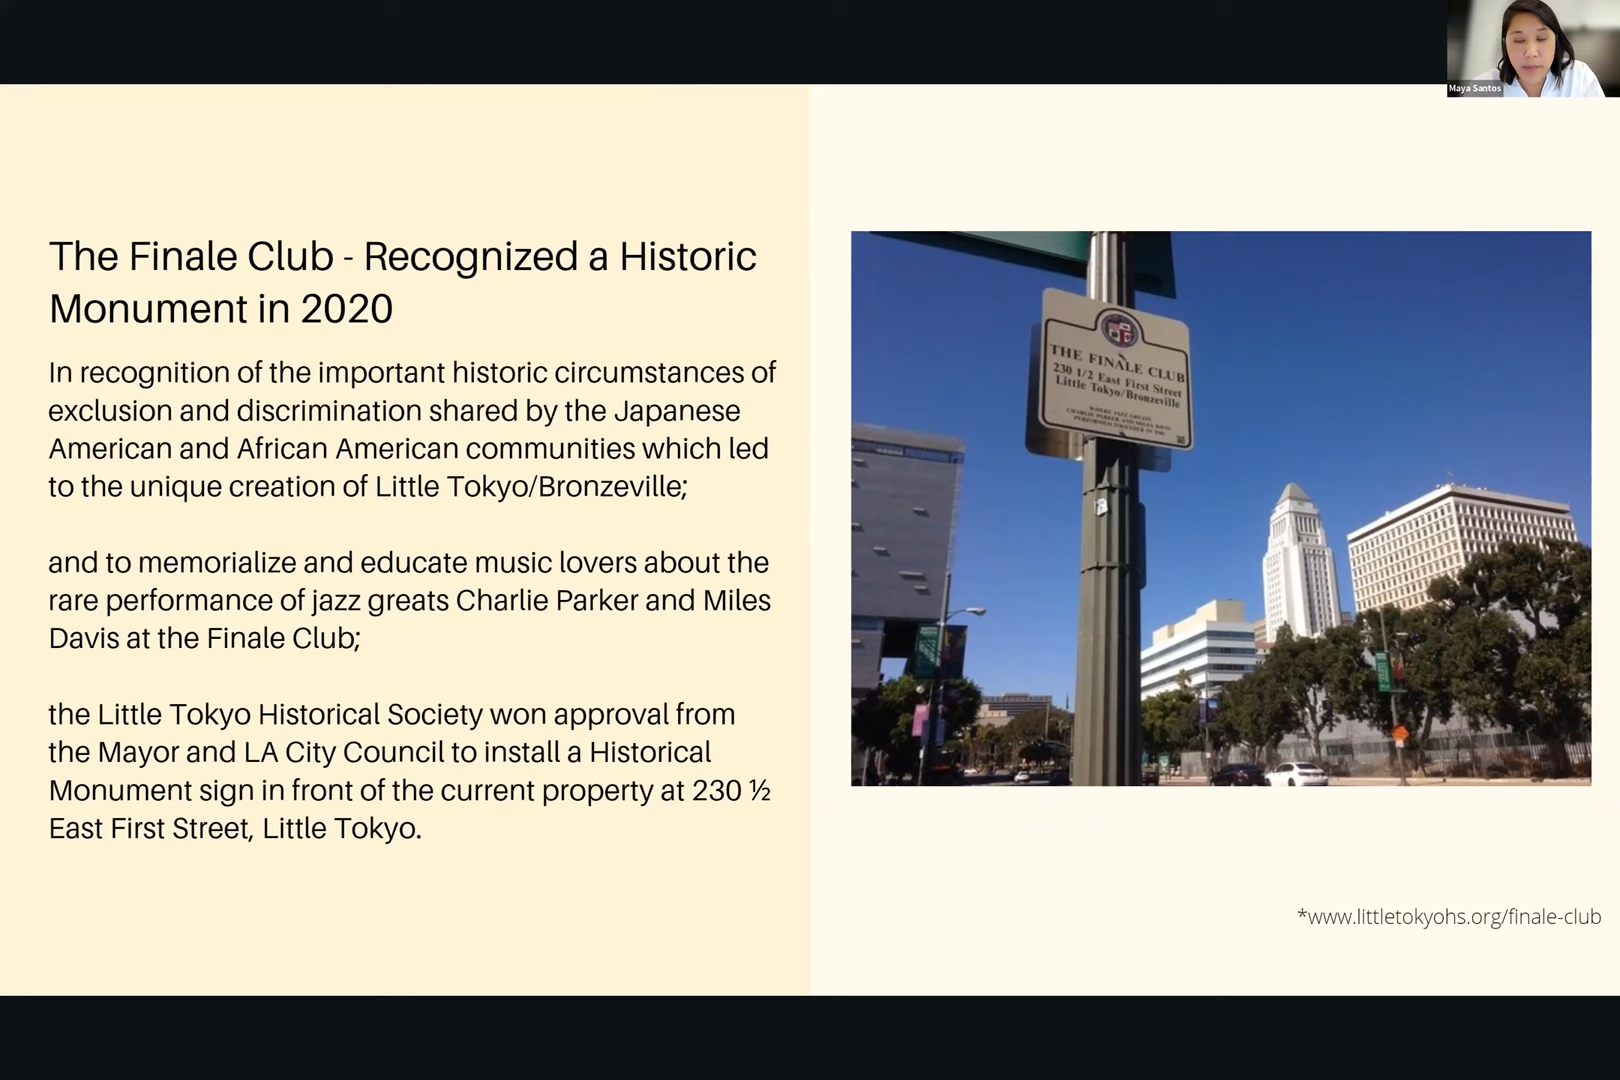 Maya Santos
The Finale Club - Recognized a Historic
Monument in 2020
In recognition of the important historic circumstances of
exclusion and discrimination shared by the Japanese
American and African American communities which led
to the unique creation of Little Tokyo/Bronzeville;
and to memorialize and educate music lovers about the
rare performance of jazz greats Charlie Parker and Miles
Davis at the Finale Club;
the Little Tokyo Historical Society won approval from
the Mayor and LA City Council to install a Historical
Monument sign in front of the current property at 230 ½
East First Street, Little Tokyo.
THE FINALE CLUB
230 1/2 East First Street
Little Tokyo/Bronzeville
WHERE JAZZ GREATS
CHARLIE PARKER AND MILES DAVIS
PERFORMED TOGETHER IN
*www.littletokyohs.org/finale-club